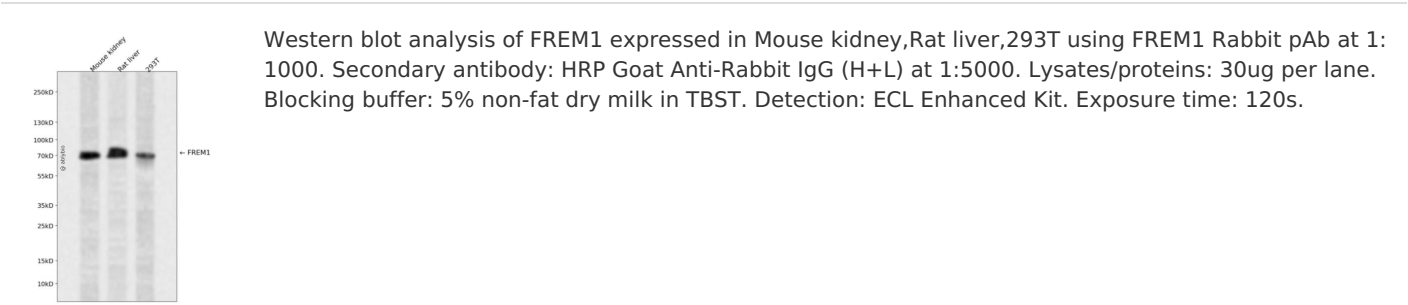 Mouse kidney
Rat liver
293T
250kD
130kD
100kD
70kD
55kD
35kD
25kD
15kD
10kD
← FREM1
Western blot analysis of FREM1 expressed in Mouse kidney,Rat liver,293T using FREM1 Rabbit pAb at 1:
1000. Secondary antibody: HRP Goat Anti-Rabbit IgG (H+L) at 1:5000. Lysates/proteins: 30ug per lane.
Blocking buffer: 5% non-fat dry milk in TBST. Detection: ECL Enhanced Kit. Exposure time: 120s.